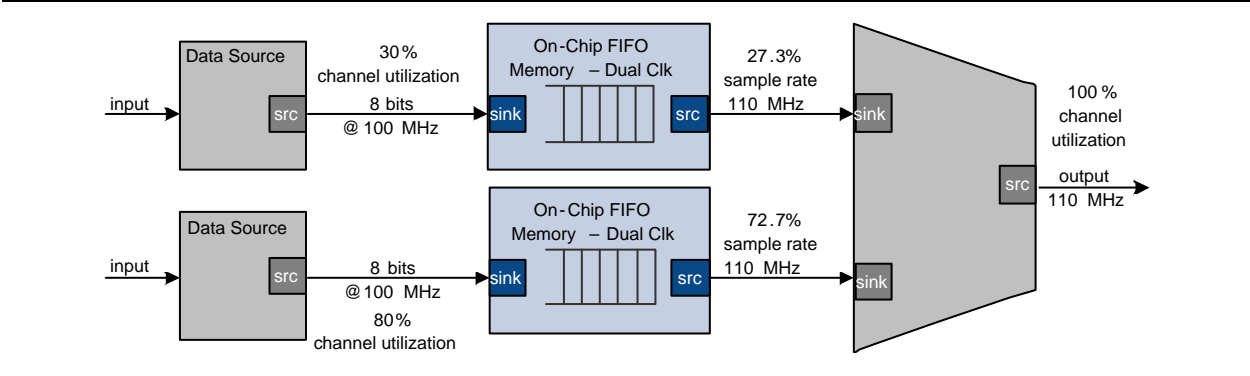 Data Source
input
src
30%
channel utilization
8 bits
@ 100 MHz
On-Chip FIFO
Memory – Dual Clk
sink
src
27.3%
sample rate
110 MHz
sink
100 %
channel
utilization
src
output
110 MHz
Data Source
input
src
8 bits
@ 100 MHz
80%
channel utilization
On-Chip FIFO
Memory – Dual Clk
sink
src
72.7%
sample rate
110 MHz
sink